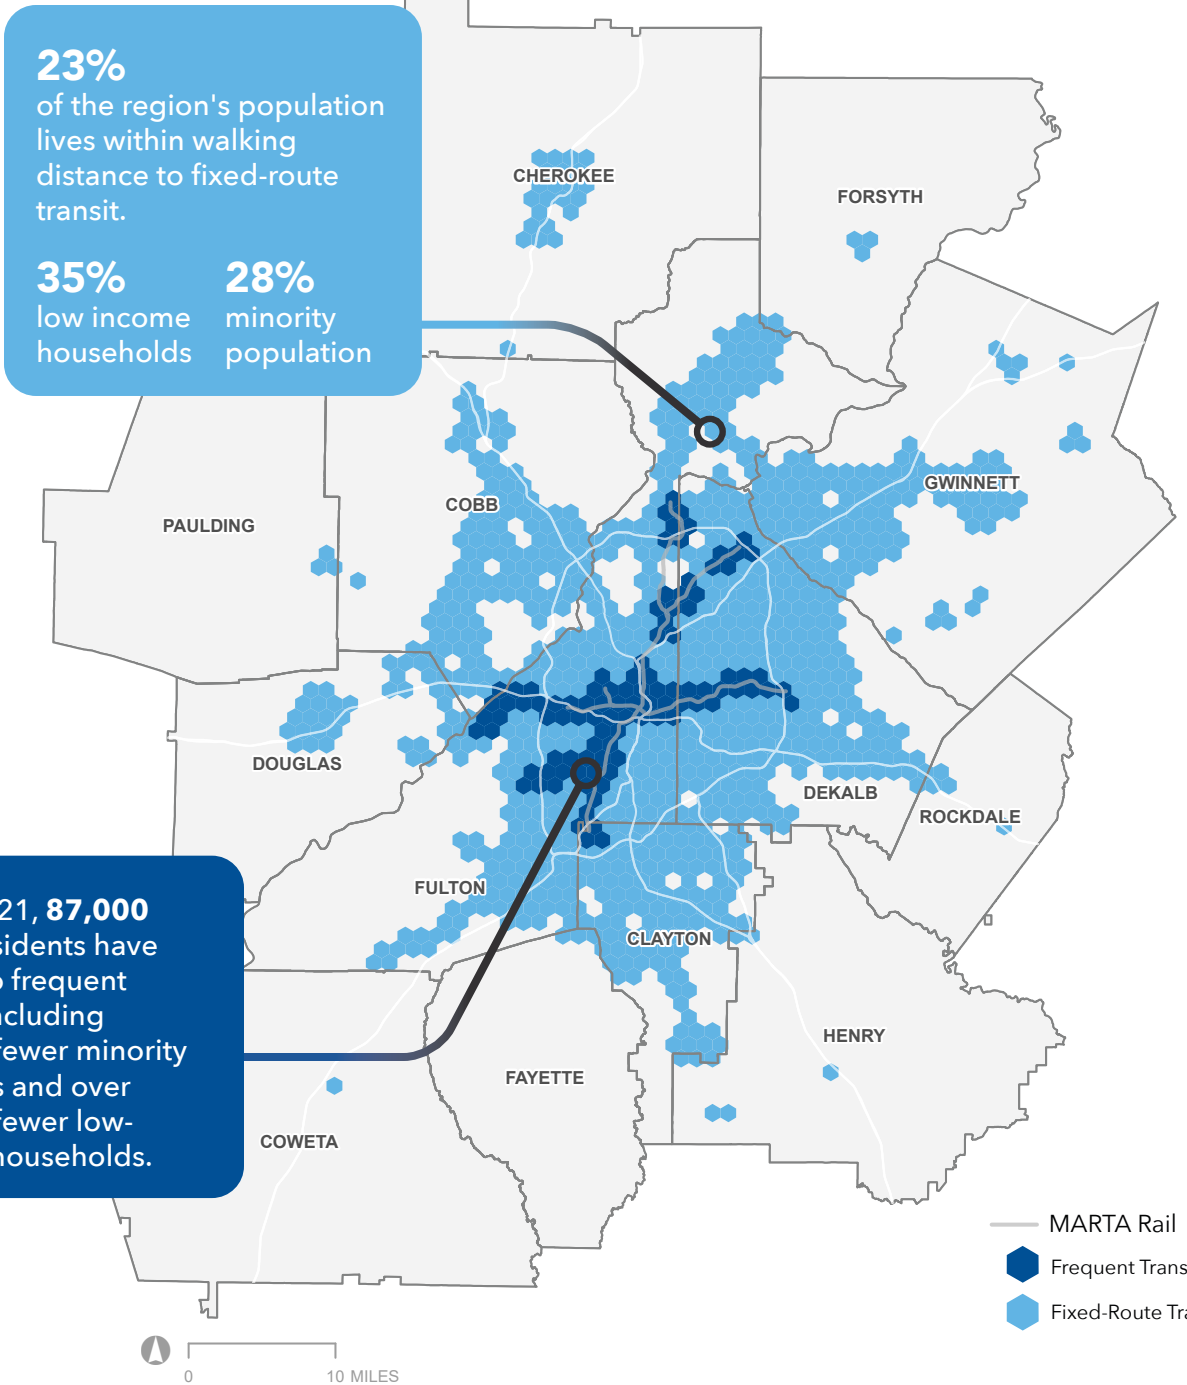 23%
of the region's population
lives within walking
distance to fixed-route
transit.
35%
low income
households
28%
minority
population
CHEROKEE
FORSYTH
GWINNETT
COBB
PAULDING
DOUGLAS
DEKALB
ROCKDALE
FULTON
CLAYTON
HENRY
FAYETTE
COWETA
21, 87,000
sidents have
frequent
cluding
fewer minority
s and over
fewer low-
households.
MARTA Rail
Frequent Trans
Fixed-Route Tra
0
10 MILES